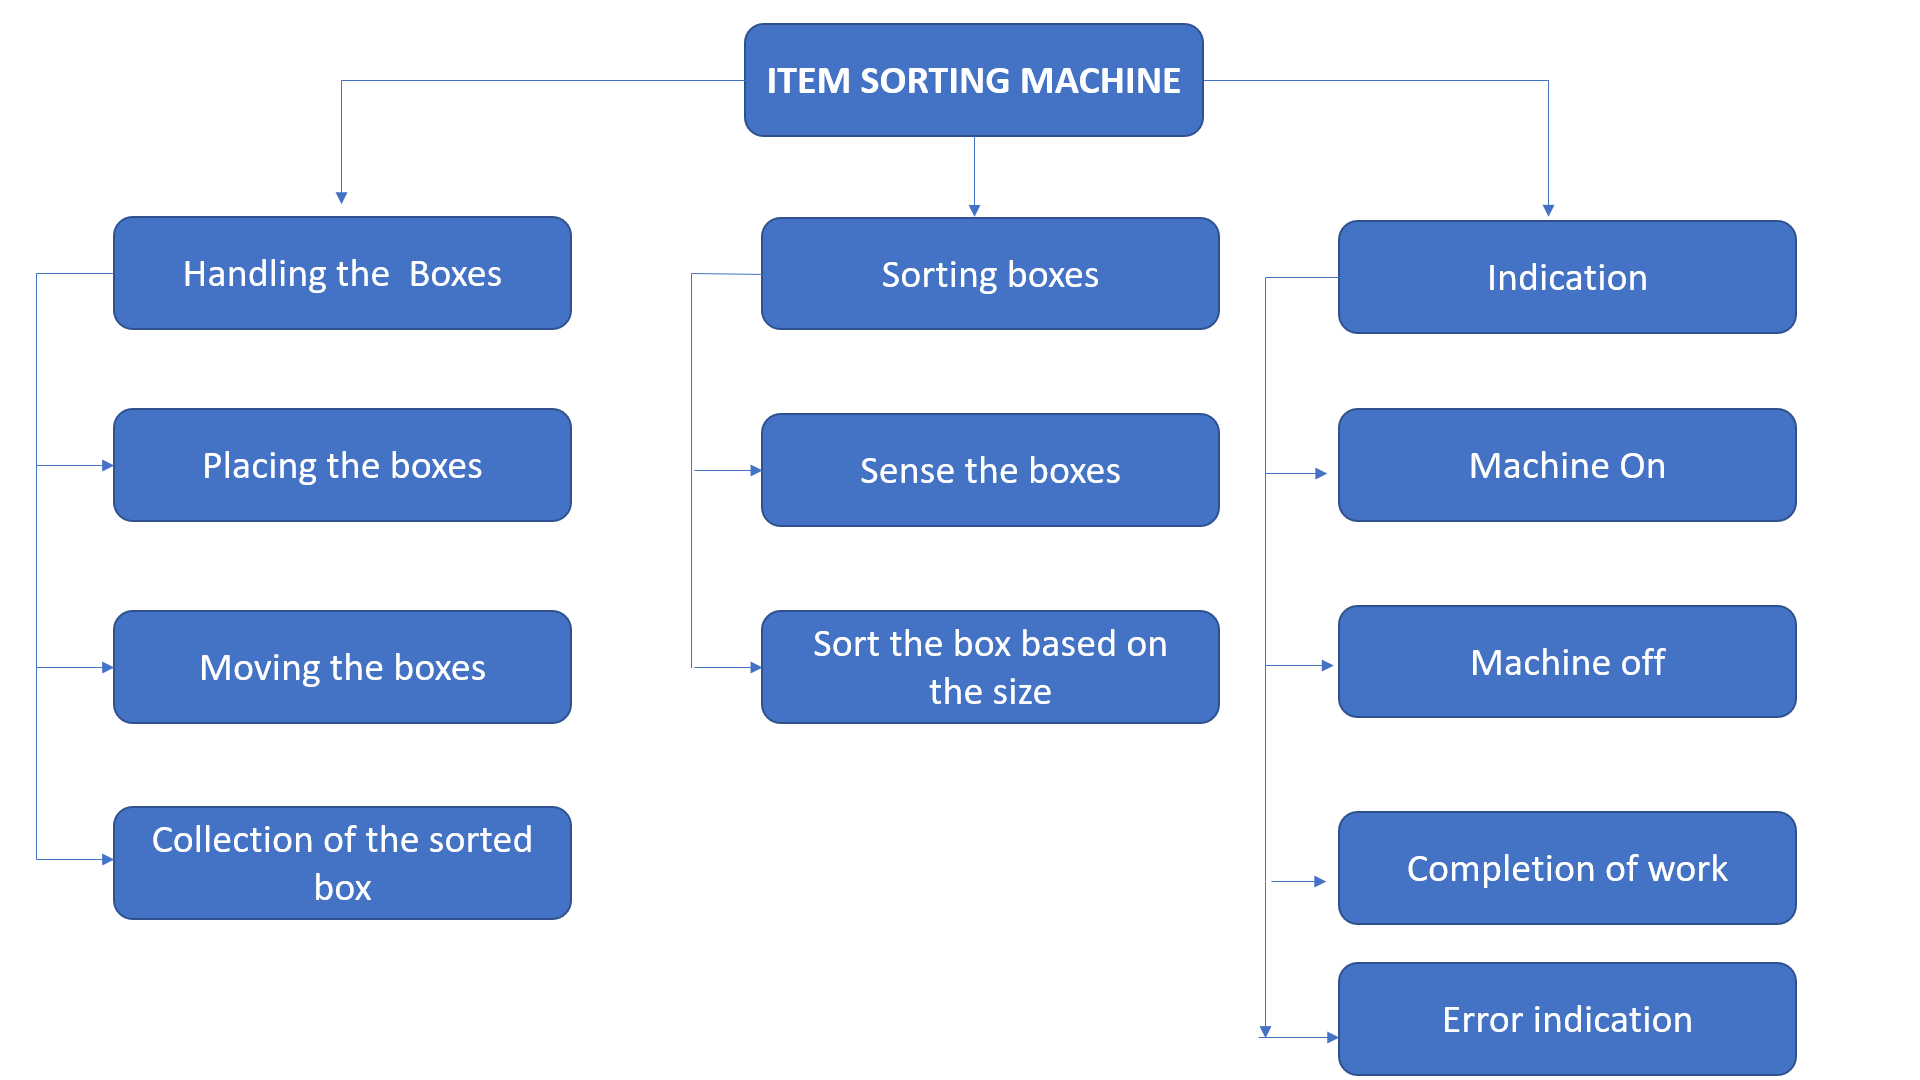 ITEM SORTING MACHINE
Handling the  Boxes
Placing the boxes
Moving the boxes
Collection of the sorted
box
Sorting boxes
Sense the boxes
Sort the box based on
the size
Indication
Machine On
Machine off
Completion of work
Error indication